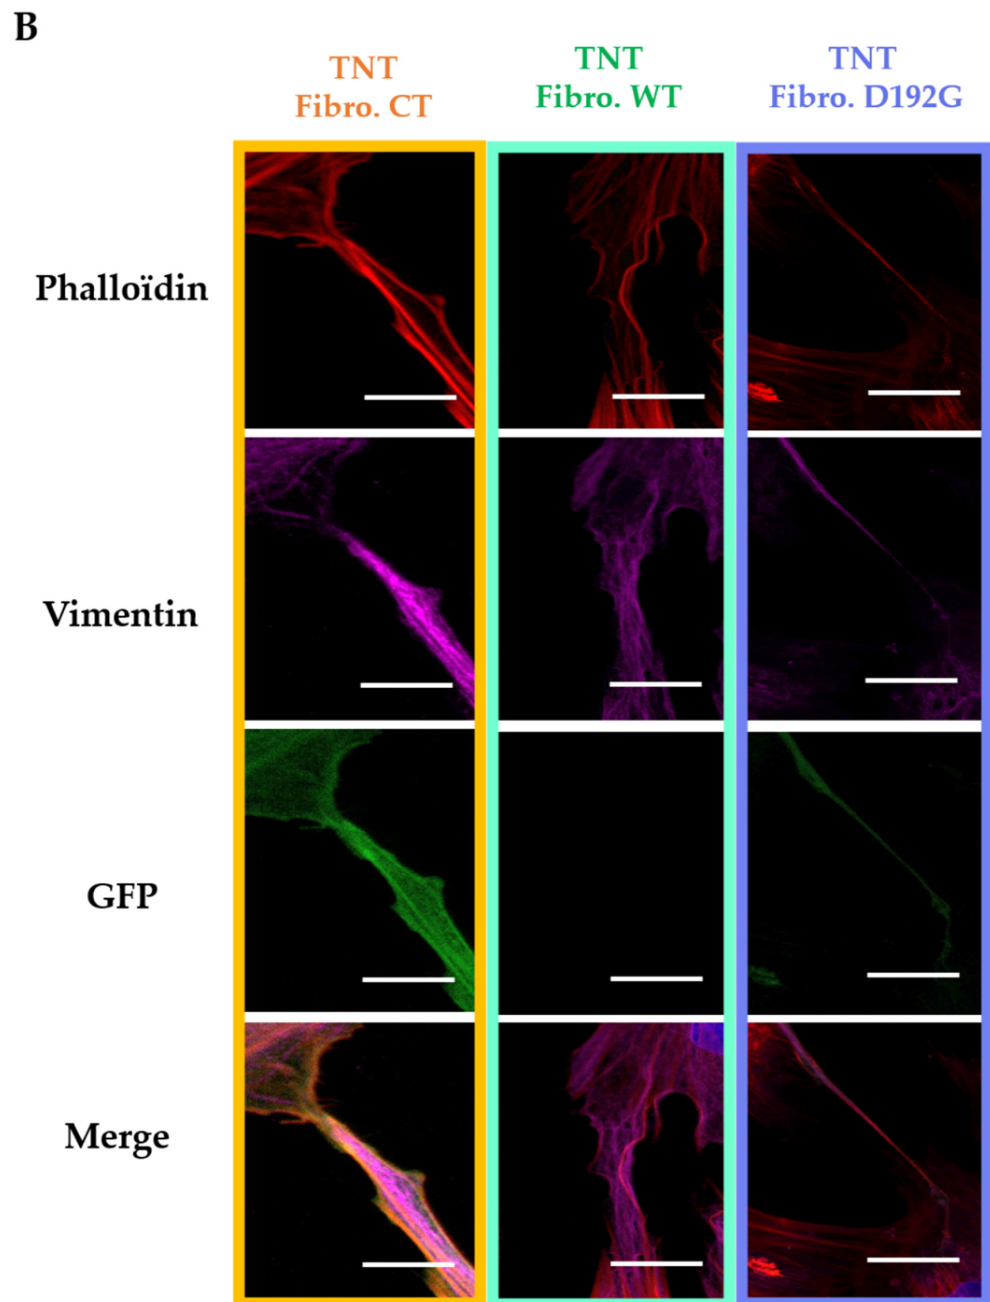 B
TNT
Fibro. CT
TNT
Fibro. WT
TNT
Fibro. D192G
Phalloïdin
Vimentin
GFP
Merge